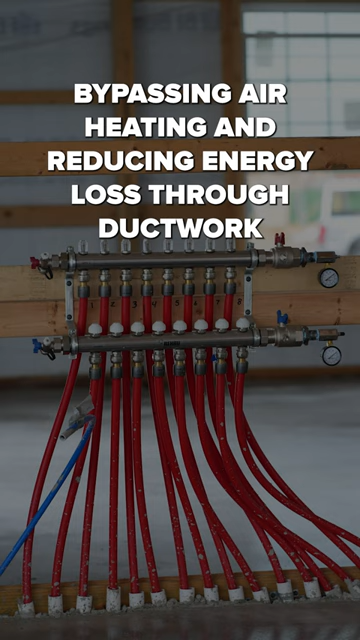 BYPASSING AIR
HEATING AND
REDUCING ENERGY
LOSS THROUGH
DUCTWORK